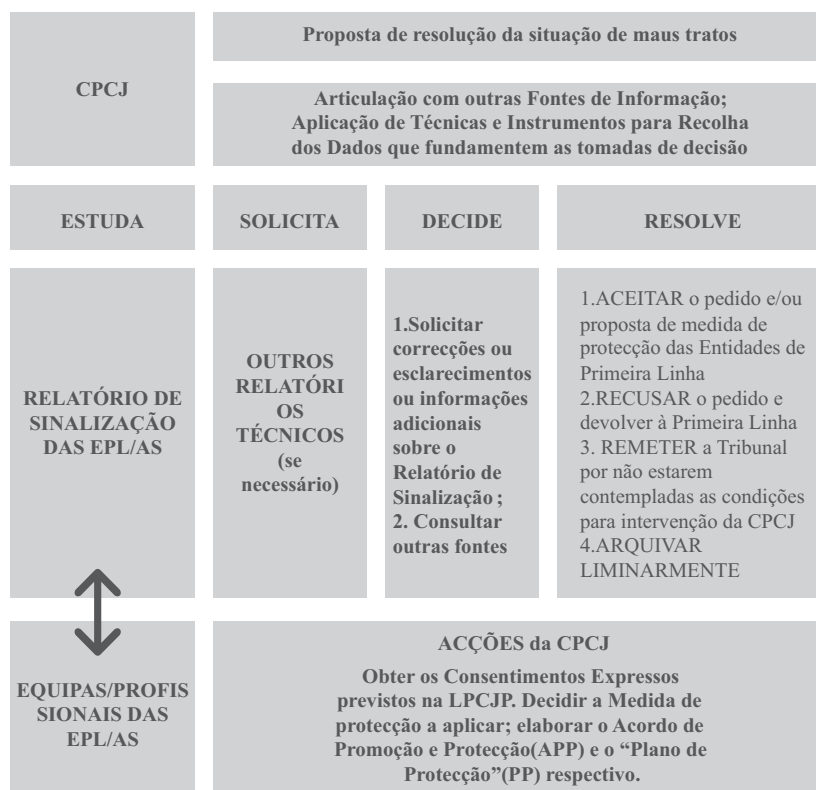 CPCJ
Proposta de resolução da situação de maus tratos
Articulação com outras Fontes de Informação;
Aplicação de Técnicas e Instrumentos para Recolha
dos Dados que fundamentem as tomadas de decisão
ESTUDA
SOLICITA
DECIDE
RESOLVE
RELATÓRIO DE
SINALIZAÇÃO
DAS EPL/AS
OUTROS
RELATÓRI
OS
TÉCNICOS
(se
necessário)
1.Solicitar
correcções ou
esclarecimentos
ou informações
adicionais
sobre o
Relatório de
Sinalização ;
2. Consultar
outras fontes
1.ACEITAR o pedido e/ou
proposta de medida de
protecção das Entidades de
Primeira Linha
2.RECUSAR o pedido e
devolver à Primeira Linha
3. REMETER a Tribunal
por não estarem
contempladas as condições
para intervenção da CPCJ
4.ARQUIVAR
LIMINARMENTE
EQUIPAS/PROFIS
SIONAIS DAS
EPL/AS
ACÇÕES da CPCJ
Obter os Consentimentos Expressos
previstos na LPCJP. Decidir a Medida de
protecção a aplicar; elaborar o Acordo de
Promoção e Protecção(APP) e o “Plano de
Protecção”(PP) respectivo.